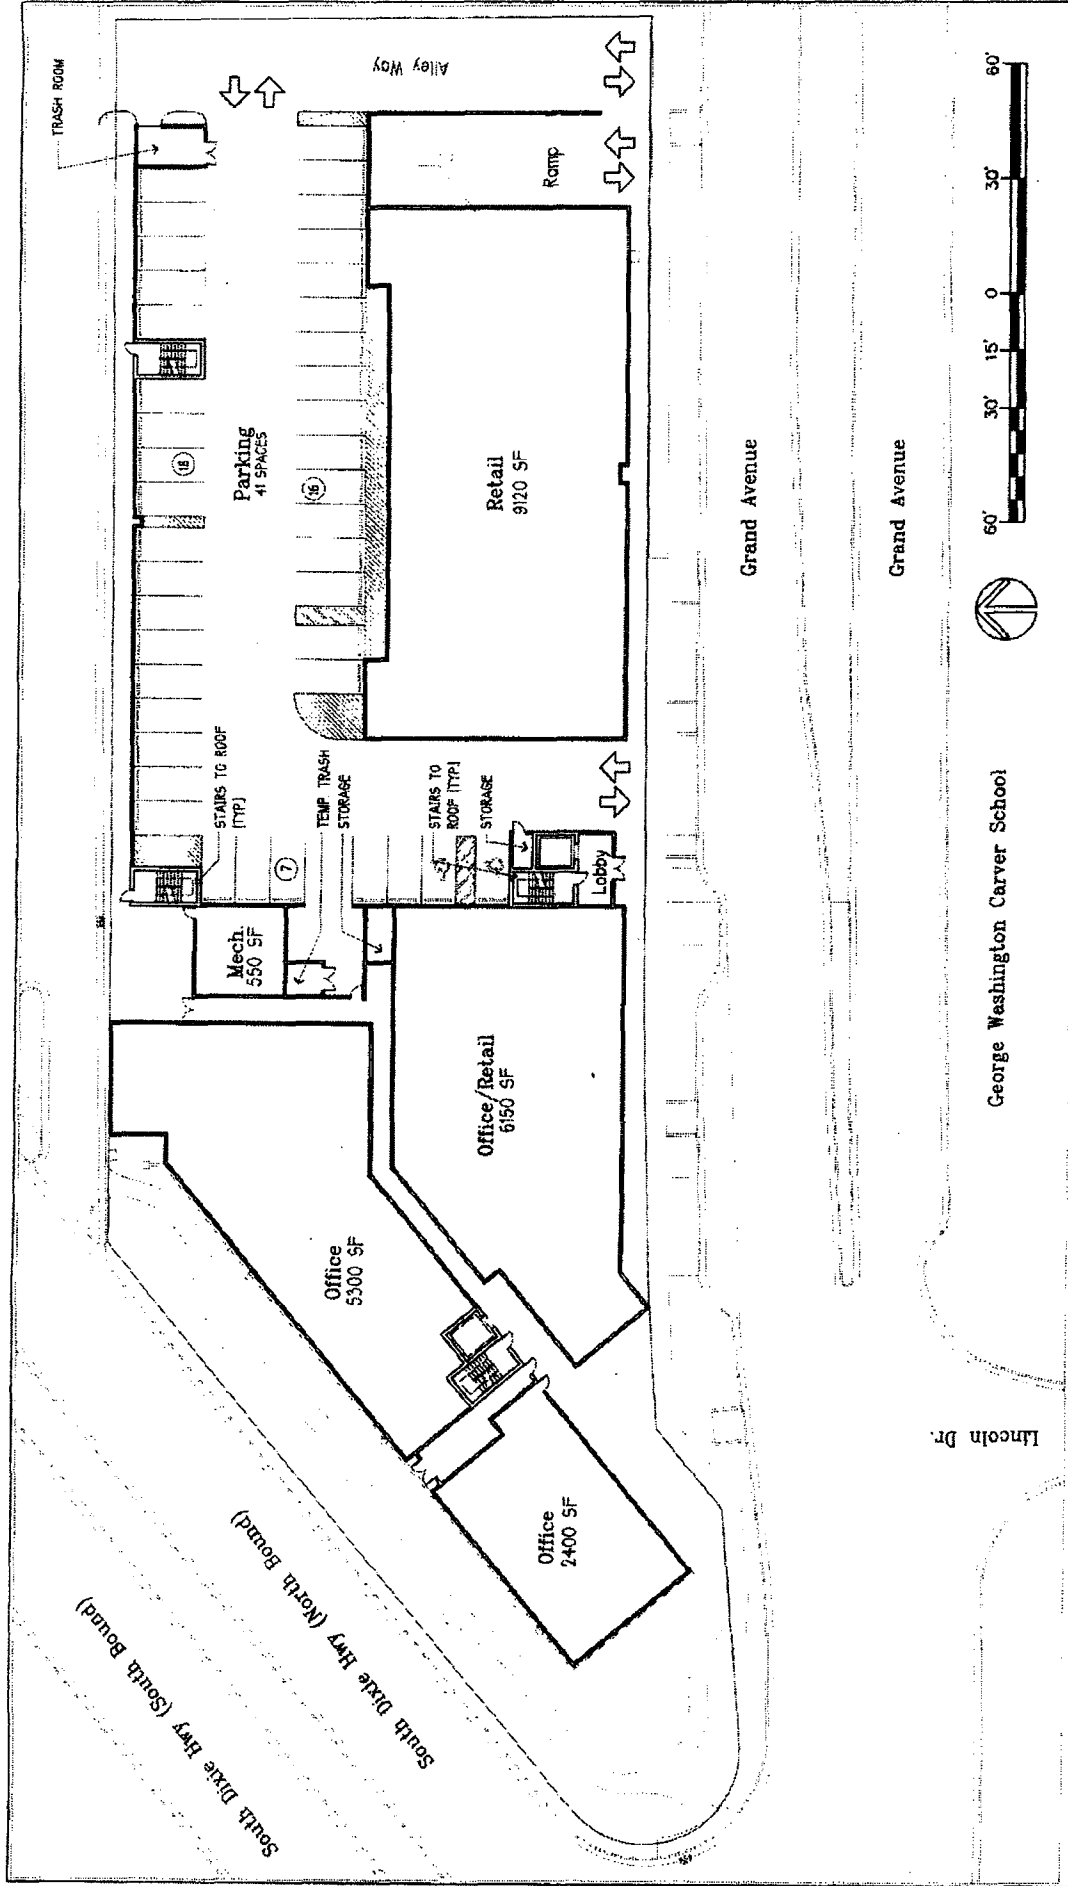 TRASH ROOM
Alley Way
Ramp
18
Parking
41 SPACES
16
Retail
9120 SF
STAIRS TO ROOF
(TYP.)
7
TEMP TRASH
STORAGE
STAIRS TO
ROOF (TYP.)
STORAGE
Lobby
Mech.
550 SF
Office/Retail
6150 SF
Office
5300 SF
Office
2400 SF
South Dixie Hwy (North Bound)
South Dixie Hwy (South Bound)
Grand Avenue
Grand Avenue
George Washington Carver School
Lincoln Dr.
60' 30' 15' 0 30' 60'